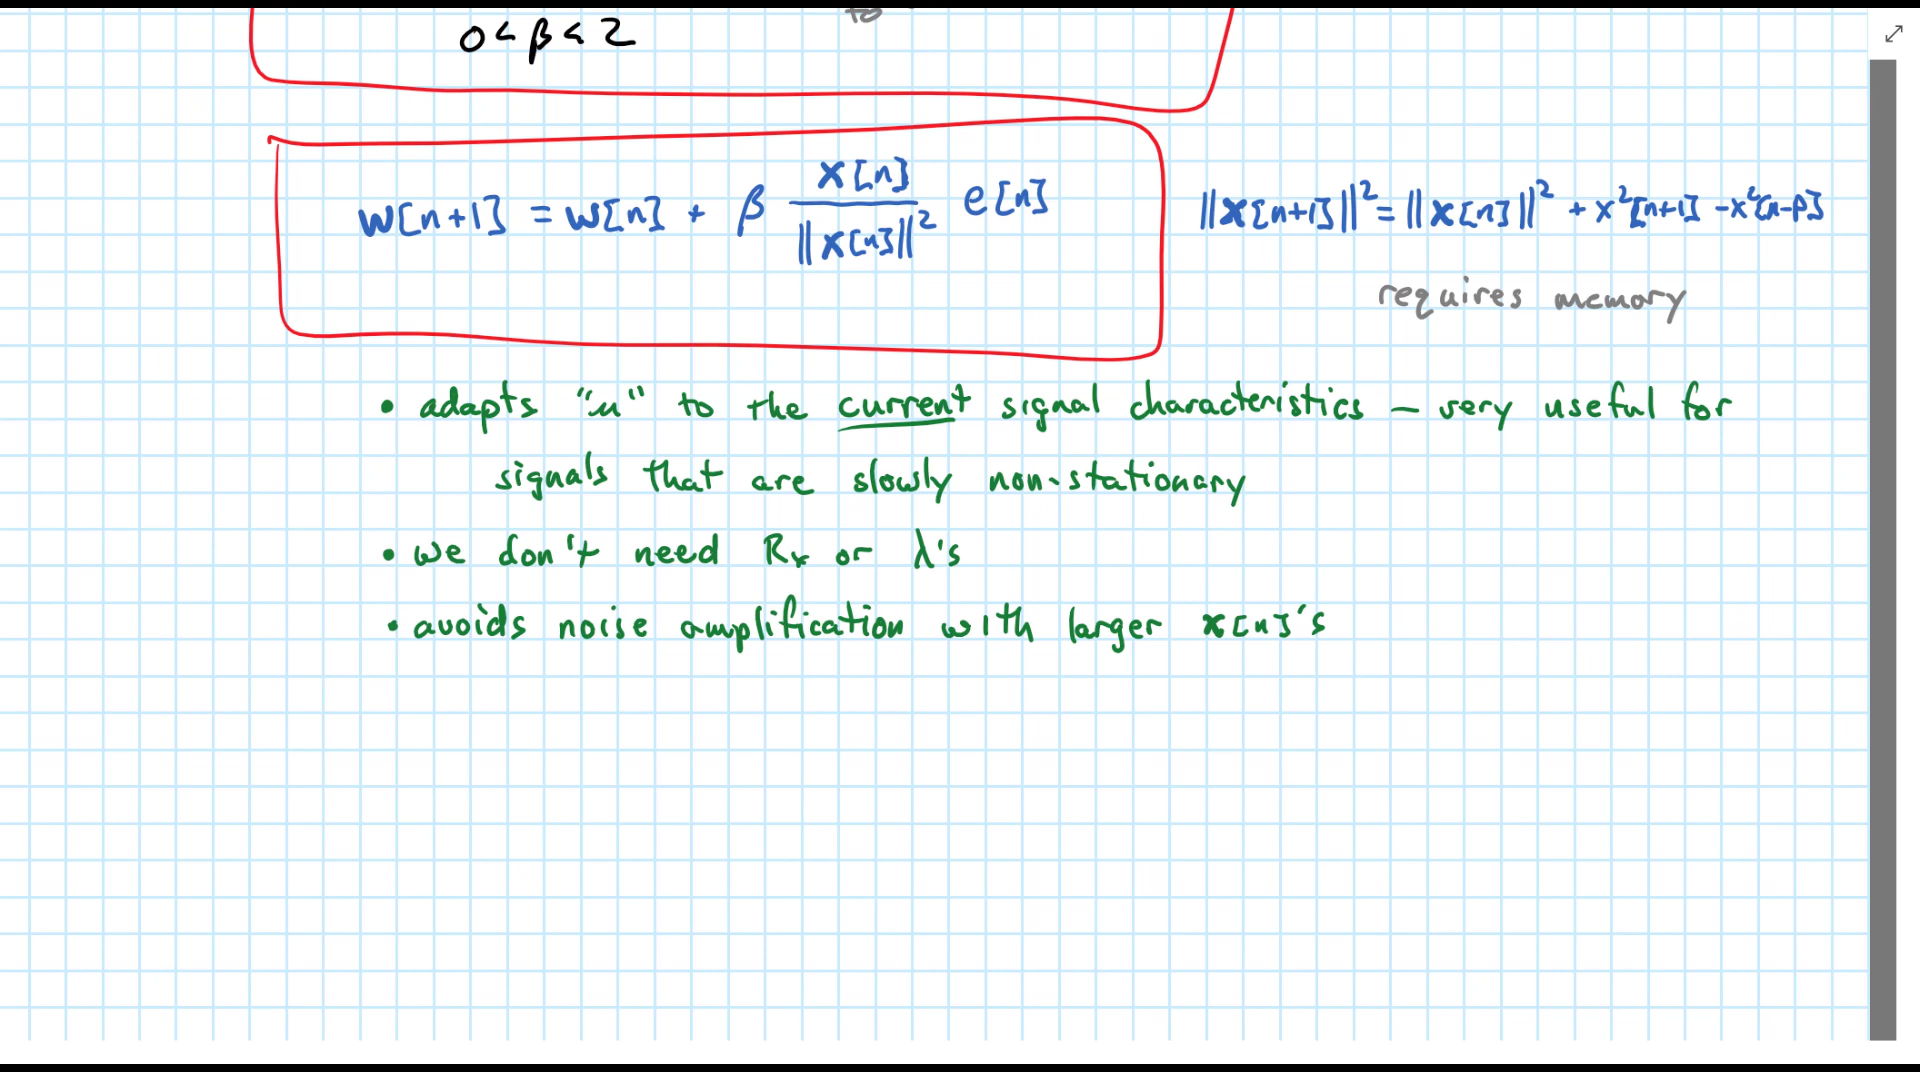 to
0 < β < 2
w[n+1] = w[n] + β x[n] / ||x[n]||² e[n]
||x[n+1]||² = ||x[n]||² + x²[n+1] - x²[n-p]
requires memory
• adapts "μ" to the current signal characteristics – very useful for
signals that are slowly non-stationary
• we don't need Rx or λ's
• avoids noise amplification with larger x[n]'s